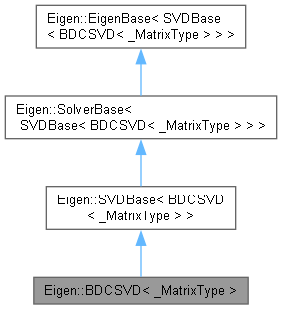 Eigen::EigenBase< SVDBase
< BDCSVD< _MatrixType > > >
Eigen::SolverBase<
SVDBase< BDCSVD< _MatrixType > > >
Eigen::SVDBase< BDCSVD
< _MatrixType > >
Eigen::BDCSVD< _MatrixType >